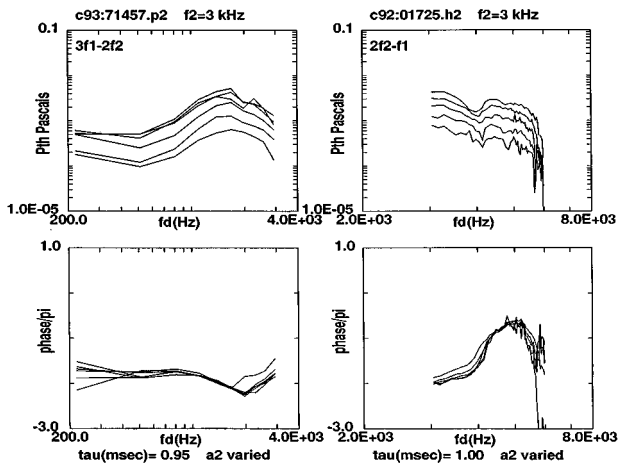 c93:71457.p2 f2=3 kHz
0.1
3f1-2f2
Pth Pascals
1.0E-05
200.0
fd(Hz)
4.0E+03
c92:01725.h2 f2=3 kHz
0.1
2f2-f1
Pth Pascals
1.0E-05
2.0E+03
fd(Hz)
8.0E+03
1.0
phase/pi
-3.0
200.0
fd(Hz)
4.0E+03
tau(msec)= 0.95 a2 varied
1.0
phase/pi
-3.0
2.0E+03
fd(Hz)
8.0E+03
tau(msec)= 1.00 a2 varied